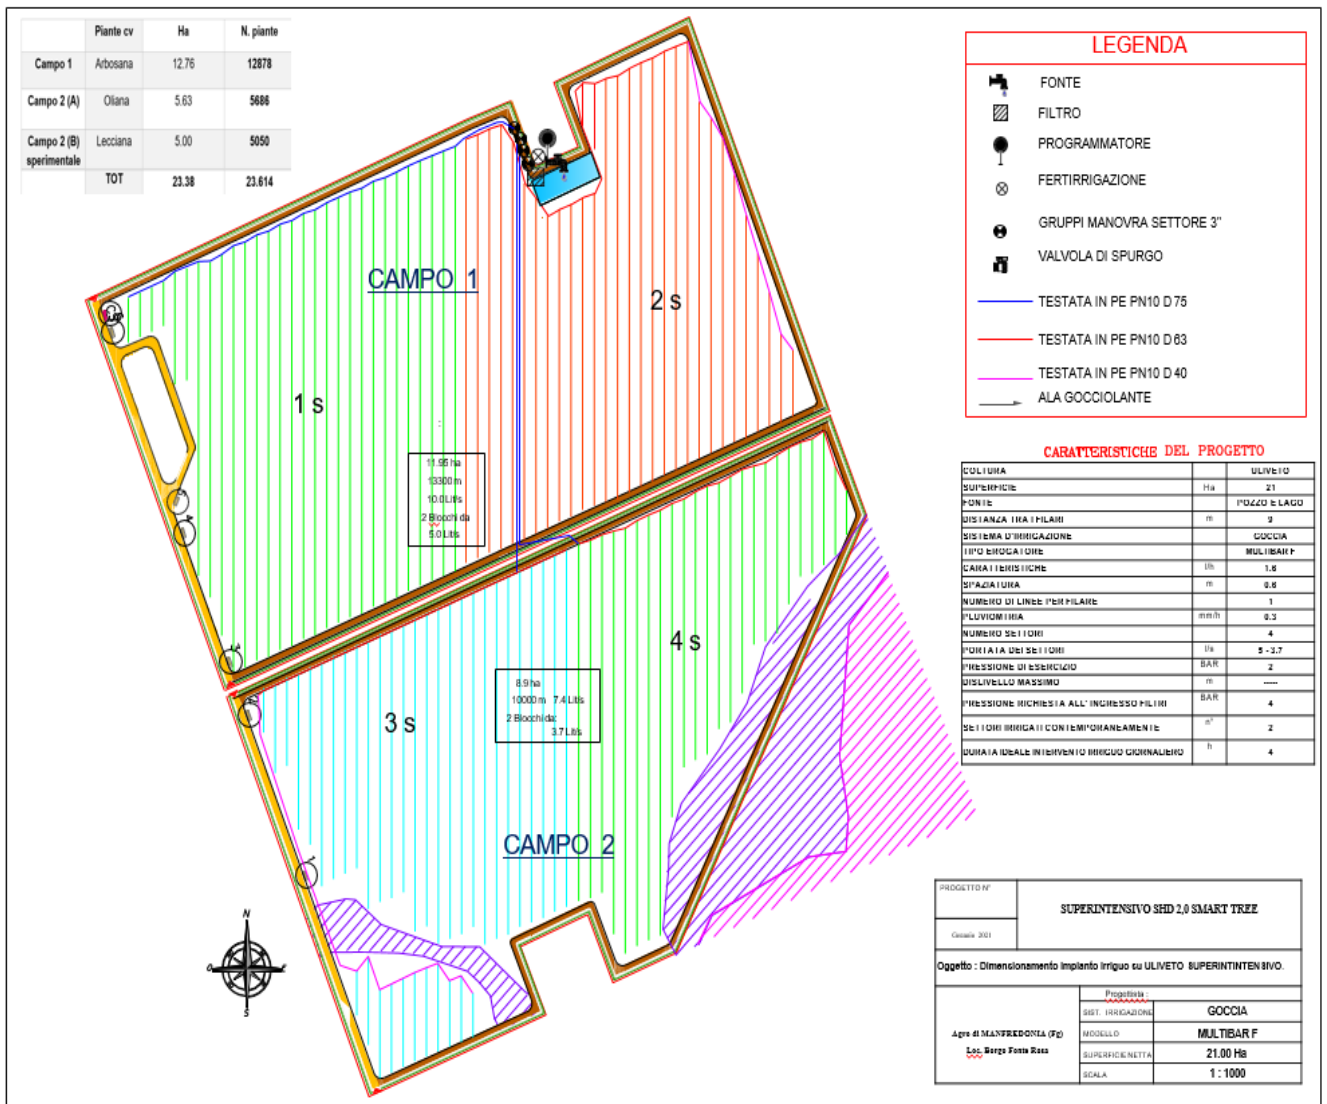 Piante cv Ha N. piante
Campo 1 Arbosana 12.76 12878
Campo 2 (A) Oliana 5.63 5686
Campo 2 (B) sperimentale Lecciana 5.00 5050
TOT 23.38 23.614
CAMPO 1
1 s
2 s
11.95 ha
13300 m
10.0 Lit/s
2 Blocchi da
5.0 Lit/s
8.9 ha
10000 m 7.4 Lit/s
2 Blocchi da:
3.7 Lit/s
3 s
4 s
CAMPO 2
N
S
LEGENDA
FONTE
FILTRO
PROGRAMMATORE
FERTIRRIGAZIONE
GRUPPI MANOVRA SETTORE 3"
VALVOLA DI SPURGO
TESTATA IN PE PN10 D 75
TESTATA IN PE PN10 D 63
TESTATA IN PE PN10 D 40
ALA GOCCIOLANTE
CARATTERISTICHE DEL PROGETTO
COLTURA ULIVETO
SUPERFICIE Ha 21
FONTE POZZO E LAGO
DISTANZA TRA I FILARI m 9
SISTEMA D'IRRIGAZIONE GOCCIA
TIPO EROGATORE MULTIBAR F
CARATTERISTICHE l/h 1.6
SPAZIATURA m 0.6
NUMERO DI LINEE PER FILARE 1
PLUVIOMTRIA mm/h 0.3
NUMERO SETTORI 4
PORTATA DEI SETTORI l/s 5 - 3.7
PRESSIONE DI ESERCIZIO BAR 2
DISLIVELLO MASSIMO m -----
PRESSIONE RICHIESTA ALL' INGRESSO FILTRI BAR 4
SETTORI IRRIGATI CONTEMPORANEAMENTE n° 2
DURATA IDEALE INTERVENTO IRRIGUO GIORNALIERO h 4
PROGETTO N°
SUPERINTENSIVO SHD 2,0 SMART TREE
Gennaio 2021
Oggetto : Dimensionamento impianto irriguo su ULIVETO SUPERINTINTENSIVO.
Progettista :
Agro di MANFREDONIA (Fg)
Loc. Borgo Fonte Rosa
SIST. IRRIGAZIONE GOCCIA
MODELLO MULTIBAR F
SUPERFICIE NETTA 21.00 Ha
SCALA 1 : 1000